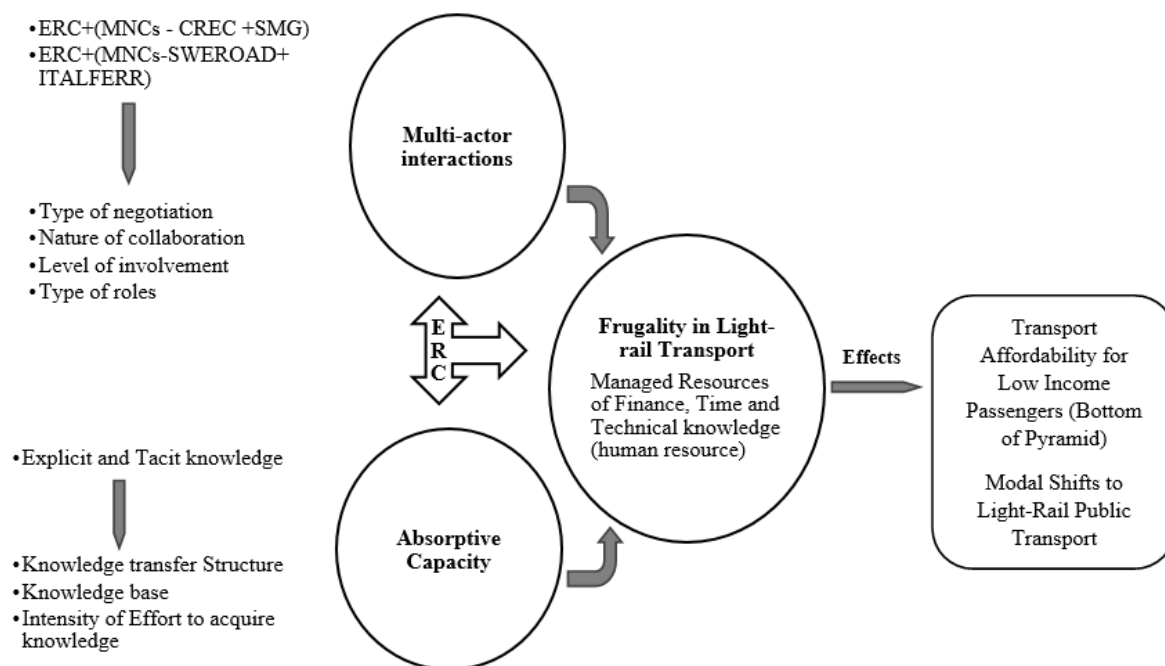 •ERC+(MNCs - CREC +SMG)
•ERC+(MNCs-SWEROAD+
ITALFERR)
•Type of negotiation
•Nature of collaboration
•Level of involvement
•Type of roles
Multi-actor
interactions
E
R
C
•Explicit and Tacit knowledge
•Knowledge transfer Structure
•Knowledge base
•Intensity of Effort to acquire
knowledge
Absorptive
Capacity
Frugality in Light-
rail Transport
Managed Resources
of Finance, Time and
Technical knowledge
(human resource)
Effects
Transport
Affordability for
Low Income
Passengers (Bottom
of Pyramid)
Modal Shifts to
Light-Rail Public
Transport